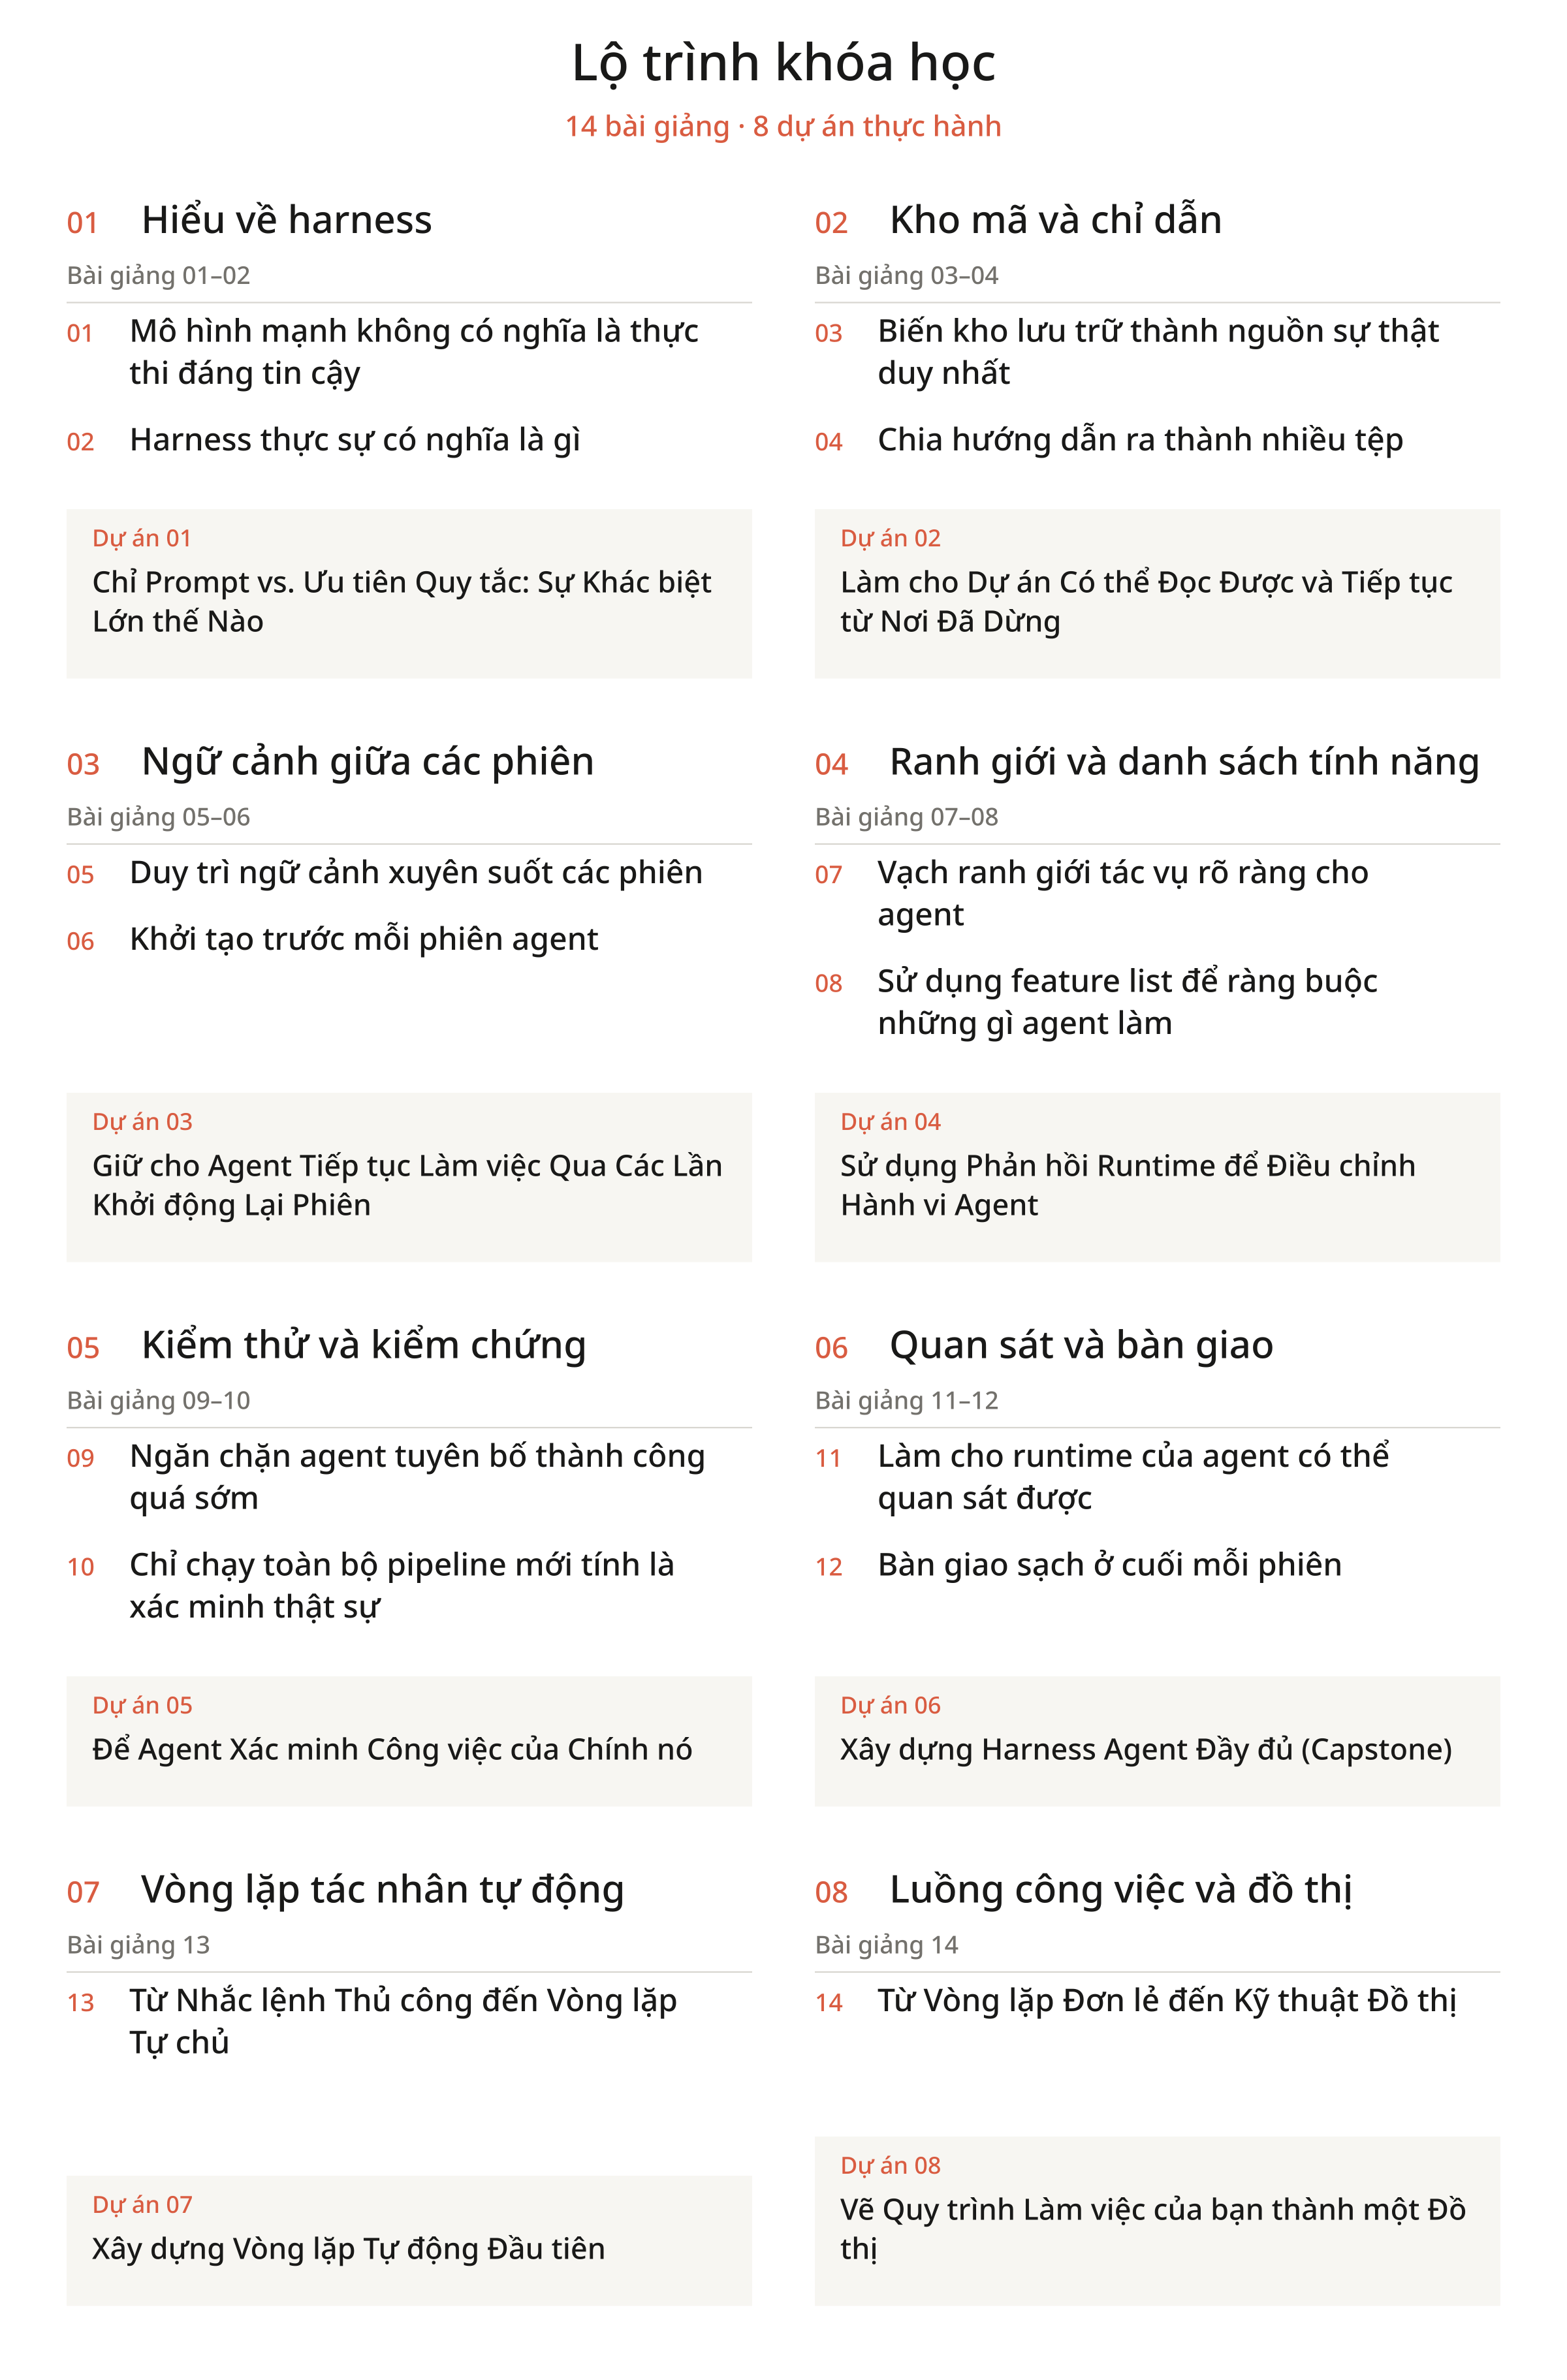 Lộ trình khóa học
14 bài giảng · 8 dự án thực hành
01 Hiểu về harness
Bài giảng 01–02
01 Mô hình mạnh không có nghĩa là thực
thi đáng tin cậy
02 Harness thực sự có nghĩa là gì
Dự án 01
Chỉ Prompt vs. Ưu tiên Quy tắc: Sự Khác biệt
Lớn thế Nào
02 Kho mã và chỉ dẫn
Bài giảng 03–04
03 Biến kho lưu trữ thành nguồn sự thật
duy nhất
04 Chia hướng dẫn ra thành nhiều tệp
Dự án 02
Làm cho Dự án Có thể Đọc Được và Tiếp tục
từ Nơi Đã Dừng
03 Ngữ cảnh giữa các phiên
Bài giảng 05–06
05 Duy trì ngữ cảnh xuyên suốt các phiên
06 Khởi tạo trước mỗi phiên agent
Dự án 03
Giữ cho Agent Tiếp tục Làm việc Qua Các Lần
Khởi động Lại Phiên
04 Ranh giới và danh sách tính năng
Bài giảng 07–08
07 Vạch ranh giới tác vụ rõ ràng cho
agent
08 Sử dụng feature list để ràng buộc
những gì agent làm
Dự án 04
Sử dụng Phản hồi Runtime để Điều chỉnh
Hành vi Agent
05 Kiểm thử và kiểm chứng
Bài giảng 09–10
09 Ngăn chặn agent tuyên bố thành công
quá sớm
10 Chỉ chạy toàn bộ pipeline mới tính là
xác minh thật sự
Dự án 05
Để Agent Xác minh Công việc của Chính nó
06 Quan sát và bàn giao
Bài giảng 11–12
11 Làm cho runtime của agent có thể
quan sát được
12 Bàn giao sạch ở cuối mỗi phiên
Dự án 06
Xây dựng Harness Agent Đầy đủ (Capstone)
07 Vòng lặp tác nhân tự động
Bài giảng 13
13 Từ Nhắc lệnh Thủ công đến Vòng lặp
Tự chủ
Dự án 07
Xây dựng Vòng lặp Tự động Đầu tiên
08 Luồng công việc và đồ thị
Bài giảng 14
14 Từ Vòng lặp Đơn lẻ đến Kỹ thuật Đồ thị
Dự án 08
Vẽ Quy trình Làm việc của bạn thành một Đồ
thị